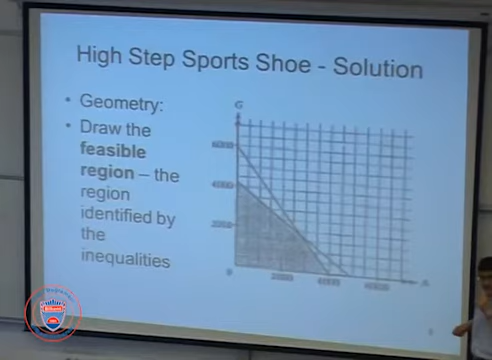 High Step Sports Shoe - Solution
• Geometry:
• Draw the
feasible
region – the
region
identified by
the
inequalities
G
6000
4000
2000
0
2000
4000
6000
A